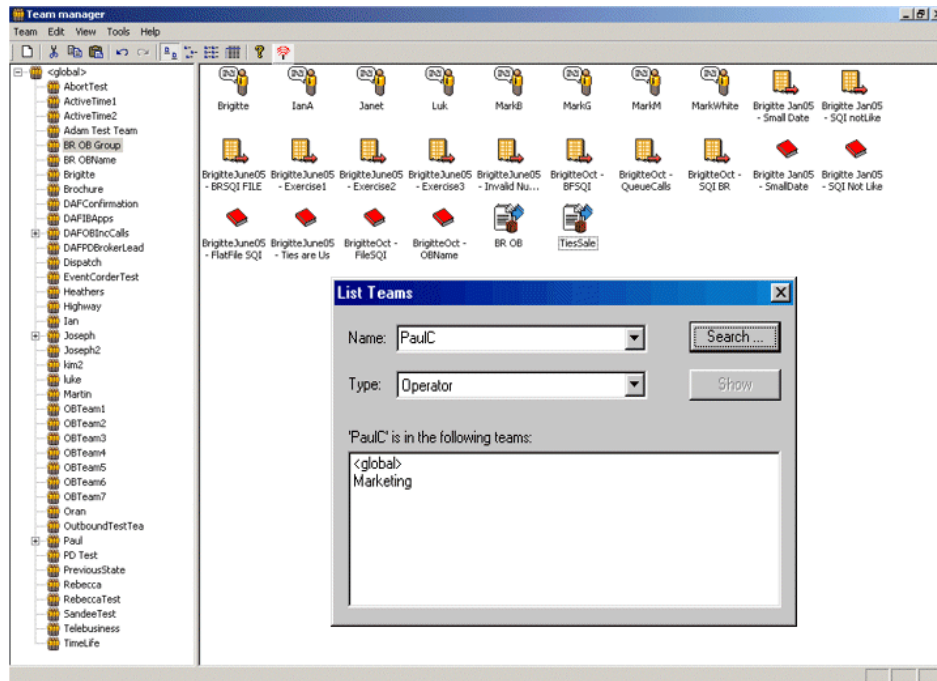 Team manager
Team Edit View Tools Help
<global>
AbortTest
ActiveTime1
ActiveTime2
Adam Test Team
BR OB Group
BR OBName
Brigitte
Brochure
DAFConfirmation
DAFIBApps
DAFOBIncCalls
DAFPDBrokerLead
Dispatch
EventCorderTest
Heathers
Highway
Ian
Joseph
Joseph2
kim2
luke
Martin
OBTeam1
OBTeam2
OBTeam3
OBTeam4
OBTeam5
OBTeam6
OBTeam7
Oran
OutboundTestTea
Paul
PD Test
PreviousState
Rebecca
RebeccaTest
SandeeTest
Telebusiness
TimeLife
Brigitte IanA Janet Luk MarkB MarkG MarkM MarkWhite Brigitte Jan05 Brigitte Jan05
- Small Date - SQI notLike
BrigitteJune05 BrigitteJune05 BrigitteJune05 BrigitteJune05 BrigitteJune05 BrigitteOct - BrigitteOct - BrigitteOct - Brigitte Jan05 Brigitte Jan05
- BRSQI FILE - Exercise1 - Exercise2 - Exercise3 - Invalid Nu... BFSQI QueueCalls SQI BR - SmallDate - SQI Not Like
BrigitteJune05 BrigitteJune05 BrigitteOct - BrigitteOct - BR OB TiesSale
- FlatFile SQI - Ties are Us FileSQI OBName
List Teams
Name: PaulC Search ...
Type: Operator Show
'PaulC' is in the following teams:
<global>
Marketing